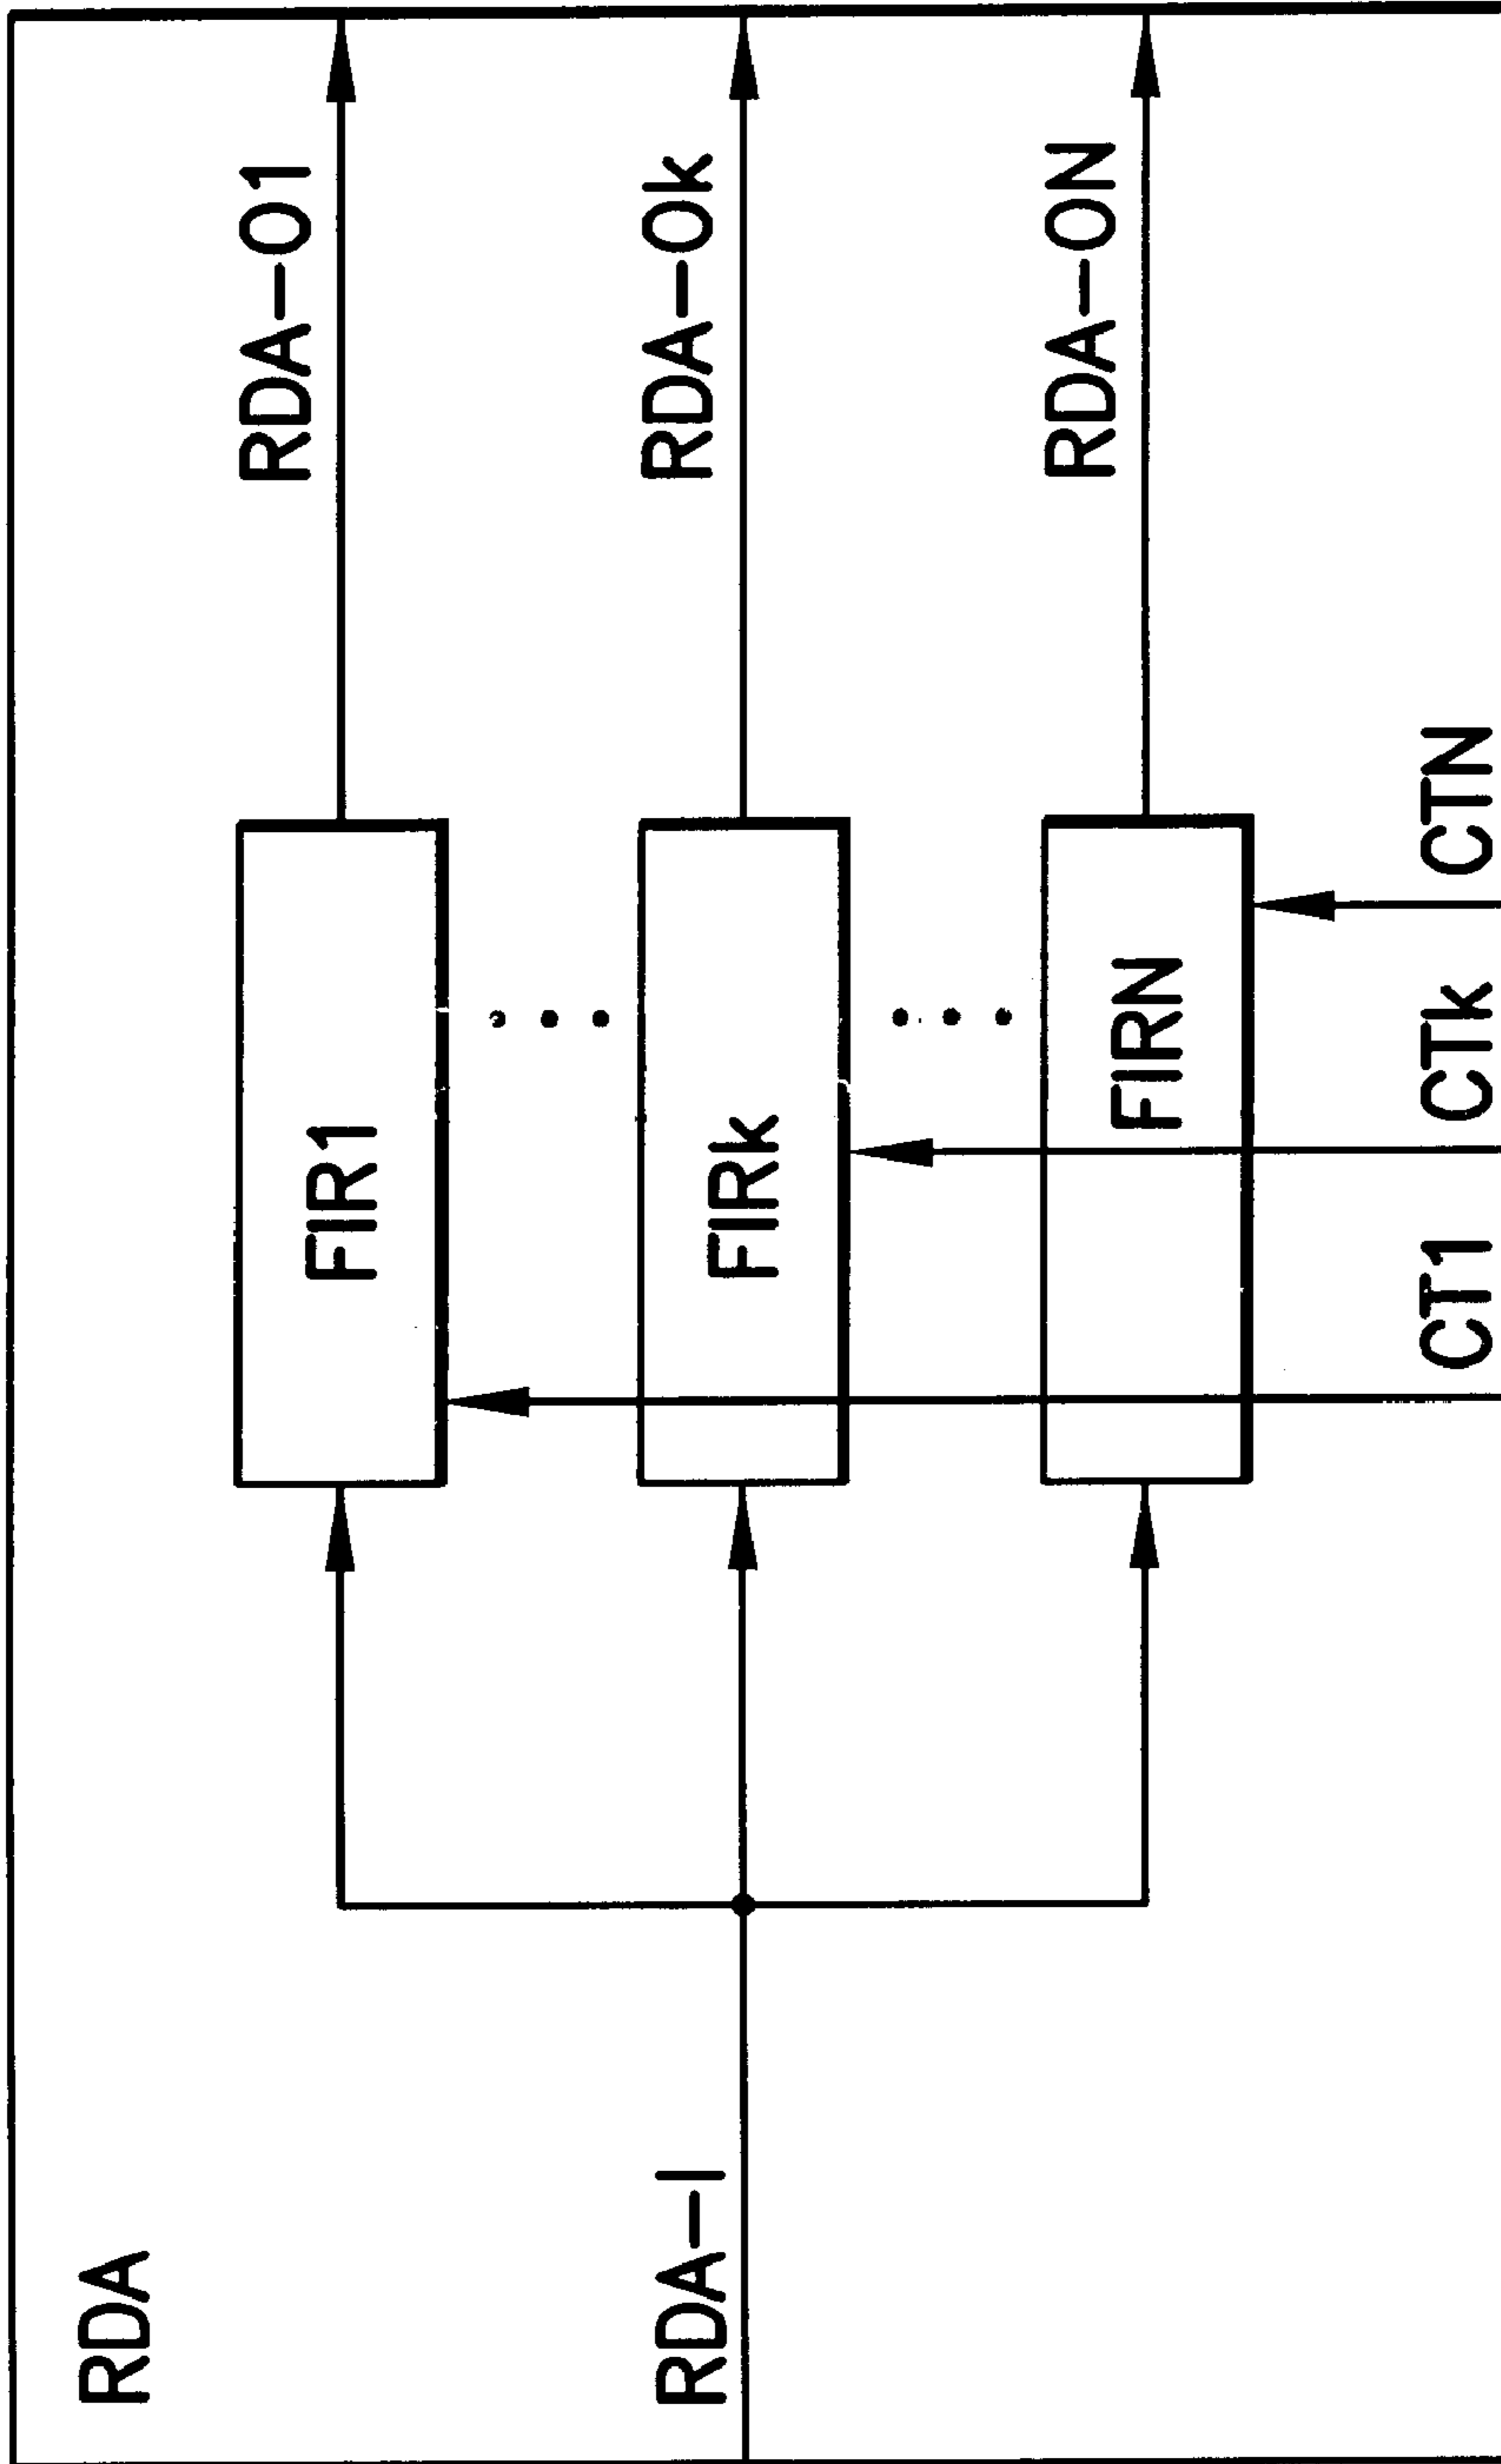 RDA
RDA-O1
FIR1
RDA-I
RDA-Ok
FIRk
RDA-ON
FIRN
CT1
CTk
CTN